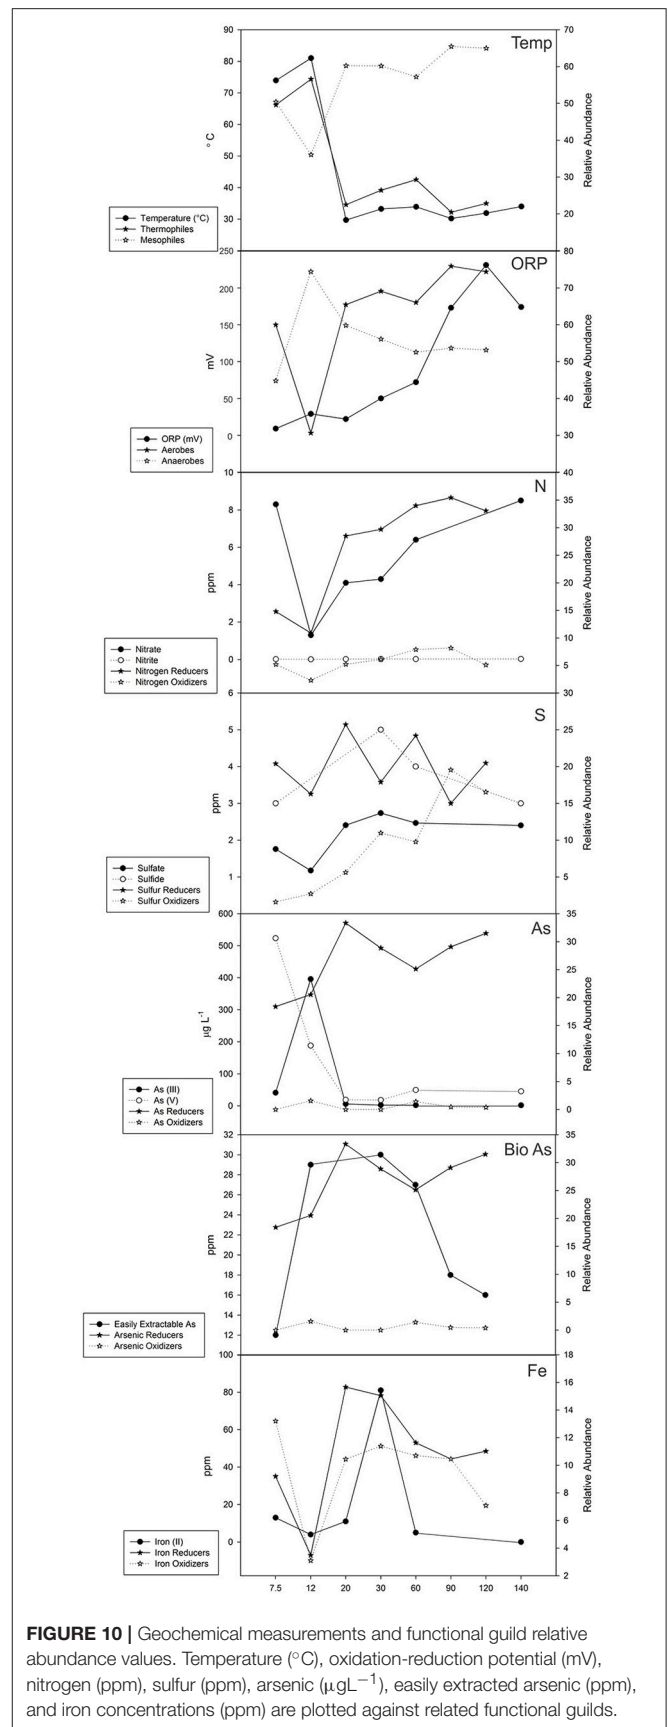 Temp
90
80
70
60
50
40
30
° C
70
60
50
40
30
20
Relative Abundance
Temperature (°C)
Thermophiles
Mesophiles
ORP
250
200
150
100
50
0
mV
80
70
60
50
40
30
Relative Abundance
ORP (mV)
Aerobes
Anaerobes
N
10
8
6
4
2
0
ppm
40
35
30
25
20
15
10
5
Relative Abundance
Nitrate
Nitrite
Nitrogen Reducers
Nitrogen Oxidizers
S
6
5
4
3
2
1
ppm
30
25
20
15
10
5
Relative Abundance
Sulfate
Sulfide
Sulfur Reducers
Sulfur Oxidizers
As
600
500
400
300
200
100
0
µg L-1
35
30
25
20
15
10
5
0
Relative Abundance
As (III)
As (V)
As Reducers
As Oxidizers
Bio As
32
30
28
26
24
22
20
18
16
14
12
ppm
35
30
25
20
15
10
5
0
Relative Abundance
Easily Extractable As
Arsenic Reducers
Arsenic Oxidizers
Fe
100
80
60
40
20
0
ppm
18
16
14
12
11
10
9
8
7
6
5
4
3
2
Relative Abundance
Iron (II)
Iron Reducers
Iron Oxidizers
7.5 12 20 30 60 90 120 140
FIGURE 10 | Geochemical measurements and functional guild relative
abundance values. Temperature (°C), oxidation-reduction potential (mV),
nitrogen (ppm), sulfur (ppm), arsenic (µgL−1), easily extracted arsenic (ppm),
and iron concentrations (ppm) are plotted against related functional guilds.